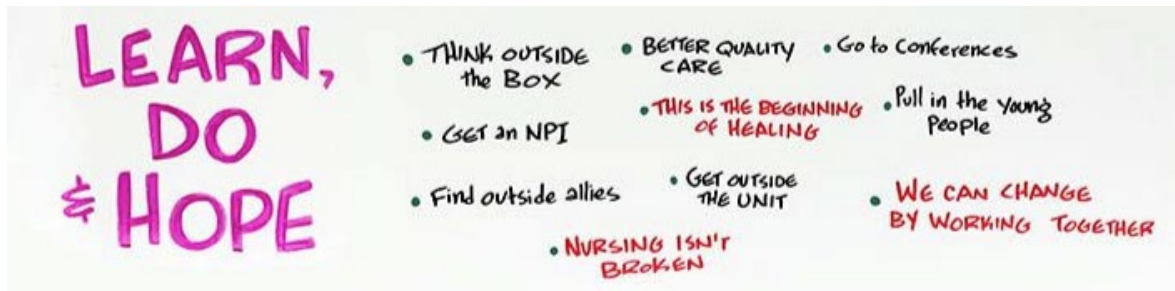 LEARN,
DO
& HOPE
• THINK OUTSIDE
the BOX
• BETTER QUALITY
CARE
• Go to Conferences
• GET an NPI
• THIS IS THE BEGINNING
OF HEALING
• Pull in the young
People
• Find outside allies
• GET OUTSIDE
THE UNIT
• WE CAN CHANGE
BY WORKING TOGETHER
• NURSING ISN'T
BROKEN